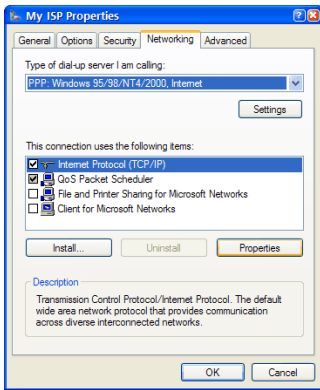 My ISP Properties
General Options Security Networking Advanced
Type of dial-up server I am calling:
PPP: Windows 95/98/NT4/2000, Internet
Settings
This connection uses the following items:
Internet Protocol (TCP/IP)
QoS Packet Scheduler
File and Printer Sharing for Microsoft Networks
Client for Microsoft Networks
Install... Uninstall Properties
Description
Transmission Control Protocol/Internet Protocol. The default
wide area network protocol that provides communication
across diverse interconnected networks.
OK Cancel